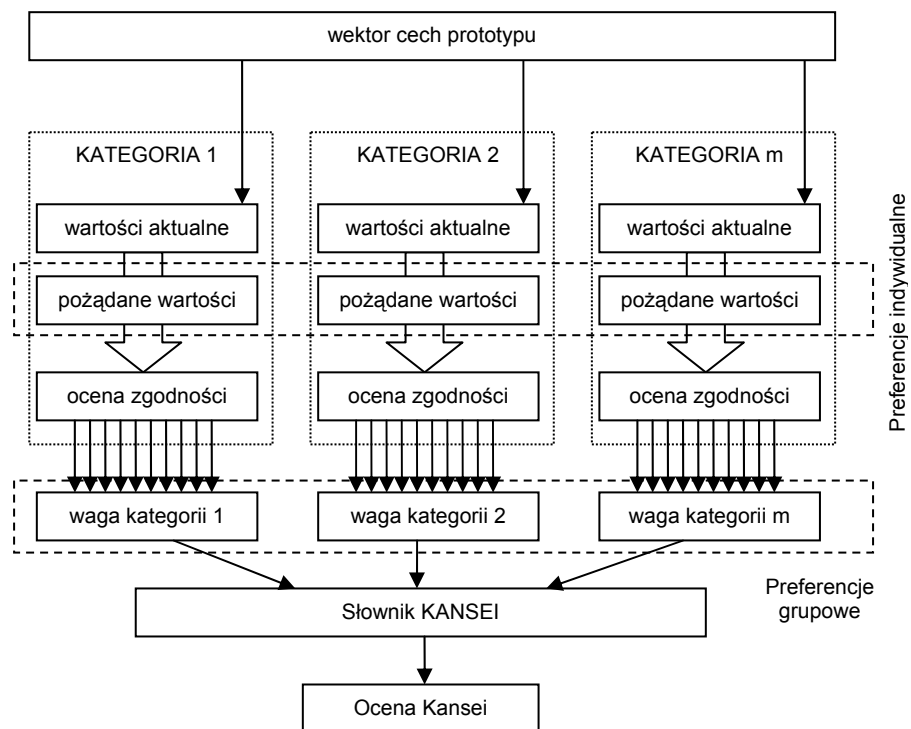 wektor cech prototypu
KATEGORIA 1
KATEGORIA 2
KATEGORIA m
wartości aktualne
wartości aktualne
wartości aktualne
pożądane wartości
pożądane wartości
pożądane wartości
Preferencje indywidualne
ocena zgodności
ocena zgodności
ocena zgodności
waga kategorii 1
waga kategorii 2
waga kategorii m
Preferencje
grupowe
Słownik KANSEI
Ocena Kansei